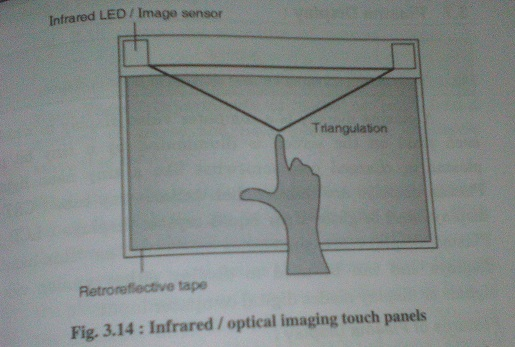 Infrared LED / Image sensor
Triangulation
Retroreflective tape
Fig. 3.14 : Infrared / optical imaging touch panels